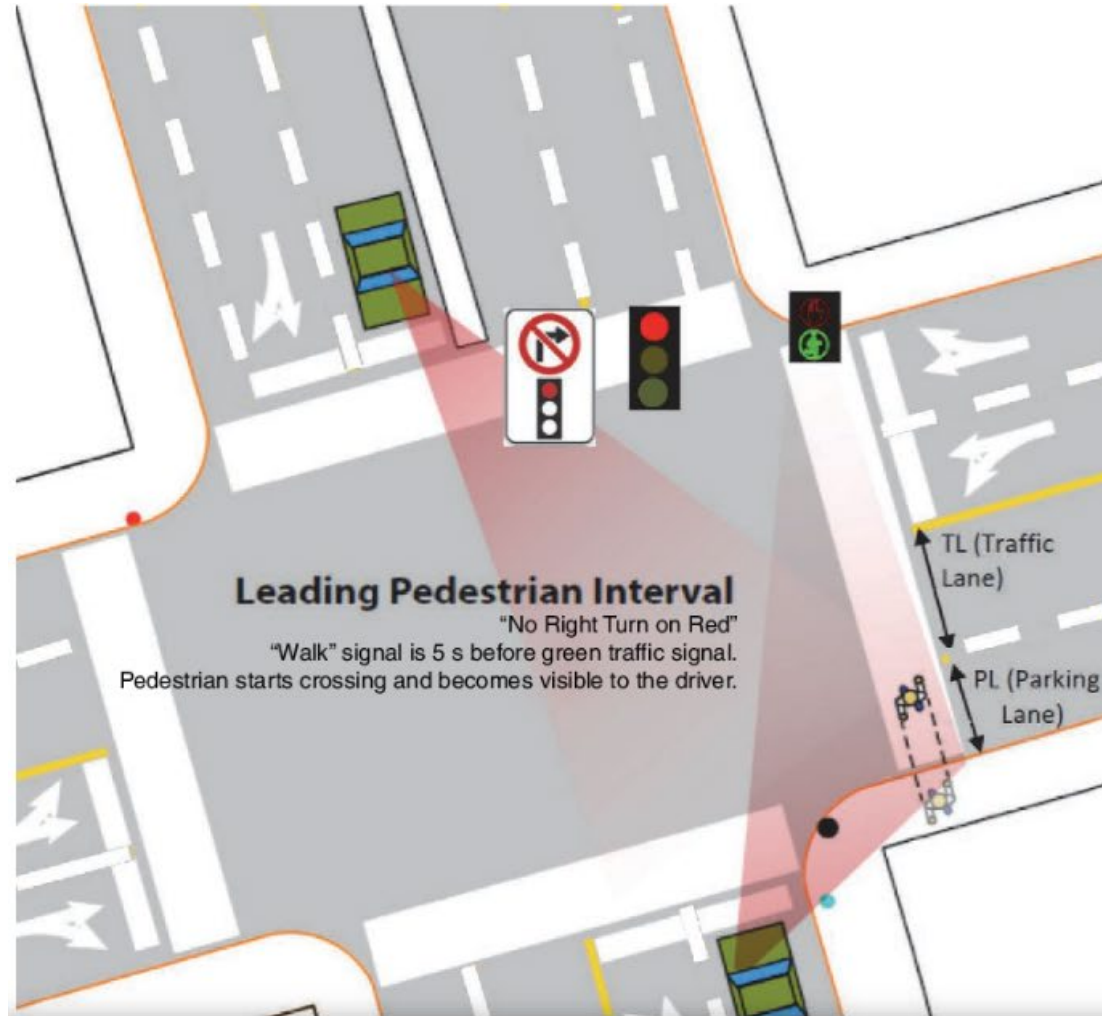 Leading Pedestrian Interval
“No Right Turn on Red”
“Walk” signal is 5 s before green traffic signal.
Pedestrian starts crossing and becomes visible to the driver.
TL (Traffic
Lane)
PL (Parking
Lane)